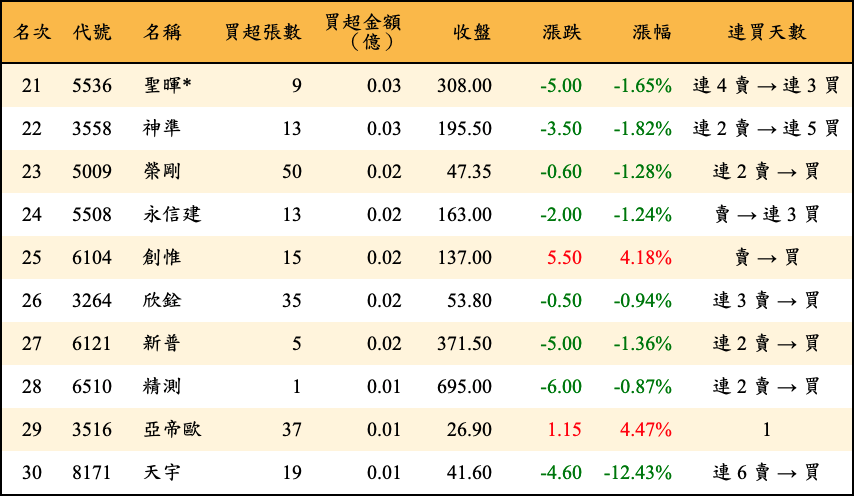 名次 代號 名稱 買超張數 買超金額（億） 收盤 漲跌 漲幅 連買天數
21 5536 聖暉* 9 0.03 308.00 -5.00 -1.65% 連 4 賣 → 連 3 買
22 3558 神準 13 0.03 195.50 -3.50 -1.82% 連 2 賣 → 連 5 買
23 5009 榮剛 50 0.02 47.35 -0.60 -1.28% 連 2 賣 → 買
24 5508 永信建 13 0.02 163.00 -2.00 -1.24% 賣 → 連 3 買
25 6104 創惟 15 0.02 137.00 5.50 4.18% 賣 → 買
26 3264 欣銓 35 0.02 53.80 -0.50 -0.94% 連 3 賣 → 買
27 6121 新普 5 0.02 371.50 -5.00 -1.36% 連 2 賣 → 買
28 6510 精測 1 0.01 695.00 -6.00 -0.87% 連 2 賣 → 買
29 3516 亞帝歐 37 0.01 26.90 1.15 4.47% 1
30 8171 天宇 19 0.01 41.60 -4.60 -12.43% 連 6 賣 → 買